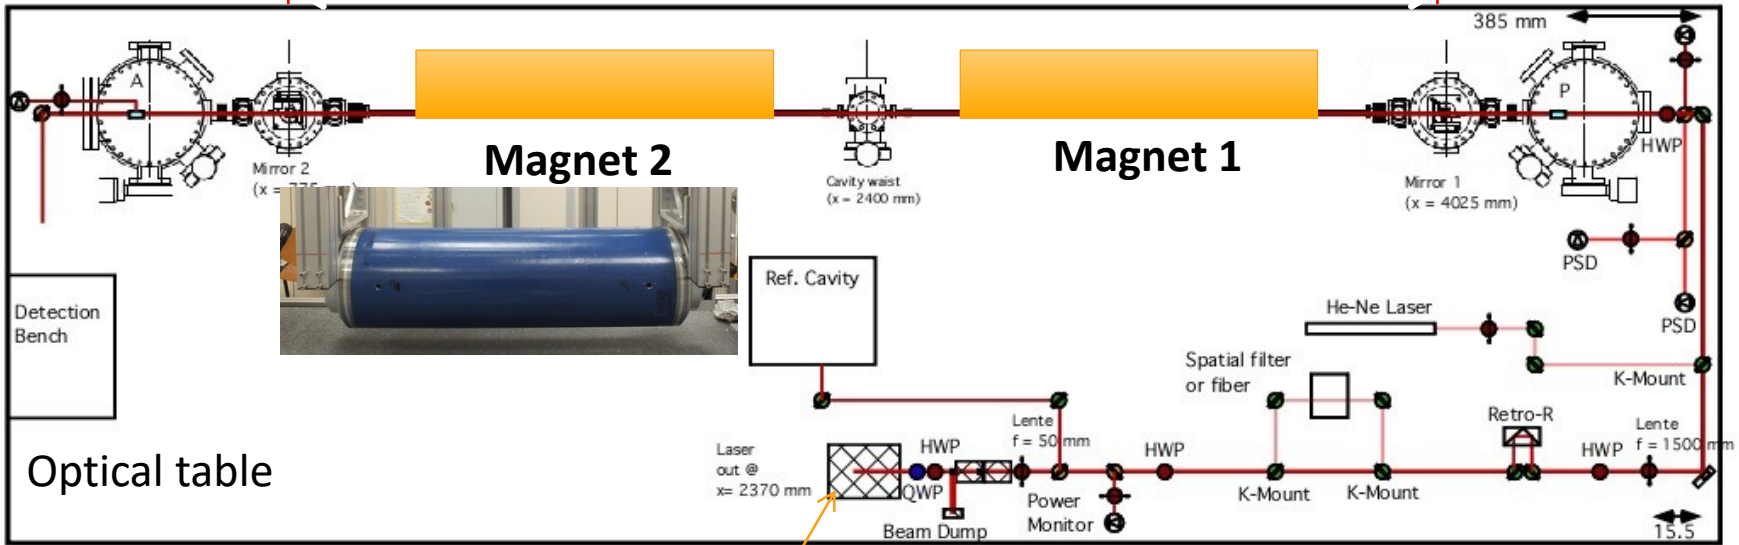 385 mm
A
P
HWP
Mirror 2
(x =
Magnet 2
Cavity waist
(x = 2400 mm)
Magnet 1
Mirror 1
(x = 4025 mm)
PSD
PSD
Detection
Bench
Ref. Cavity
He-Ne Laser
K-Mount
Spatial filter
or fiber
Retro-R
Lente
f = 50 mm
Lente
f = 1500 mm
Optical table
Laser
out @
x= 2370 mm
HWP
QWP
HWP
HWP
K-Mount
K-Mount
Power
Monitor
Beam Dump
15.5